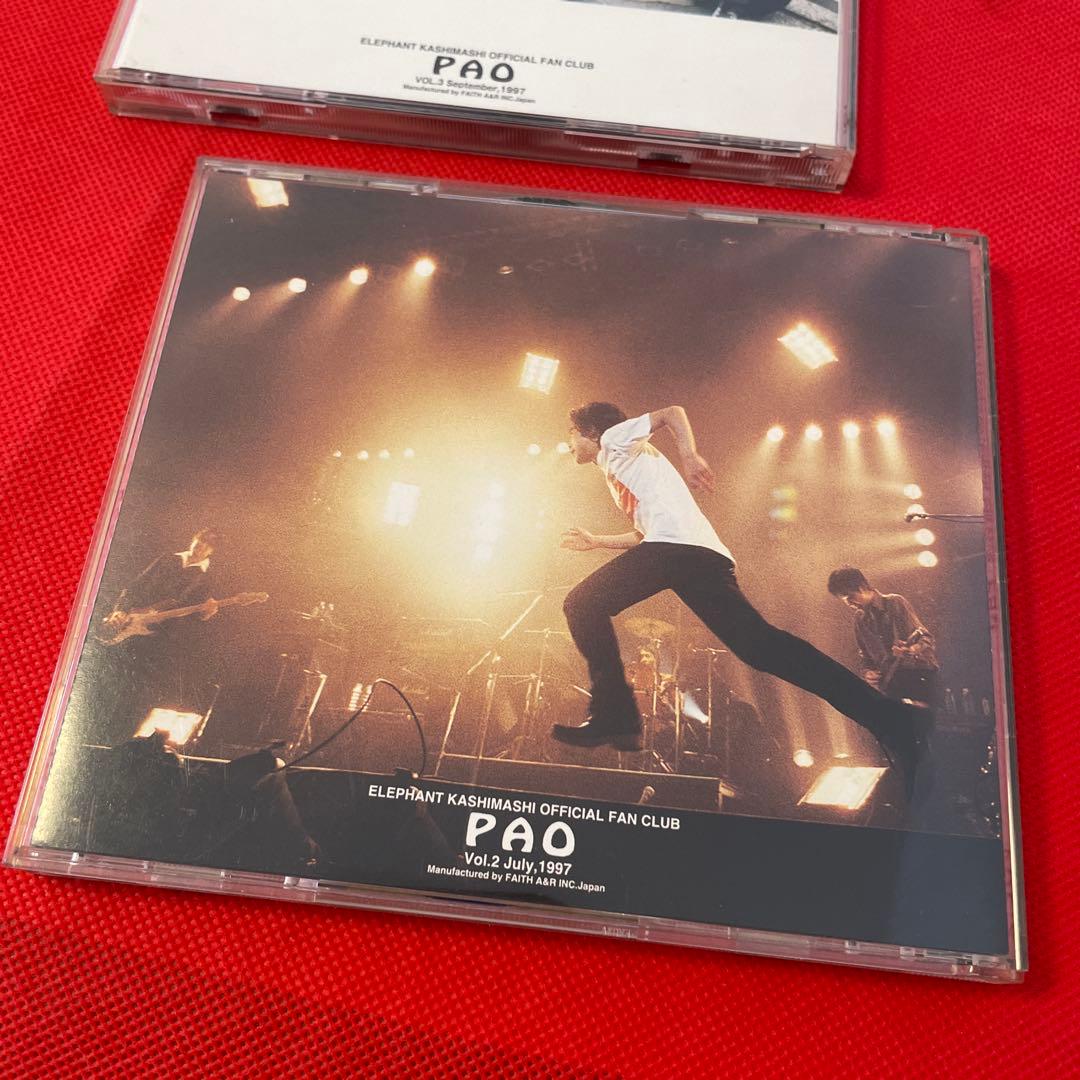 ELEPHANT KASHIMASHI OFFICIAL FAN CLUB
PAO
VOL.3 September,1997
Manufactured by FAITH A&R INC.Japan
ELEPHANT KASHIMASHI OFFICIAL FAN CLUB
PAO
Vol.2 July,1997
Manufactured by FAITH A&R INC.Japan